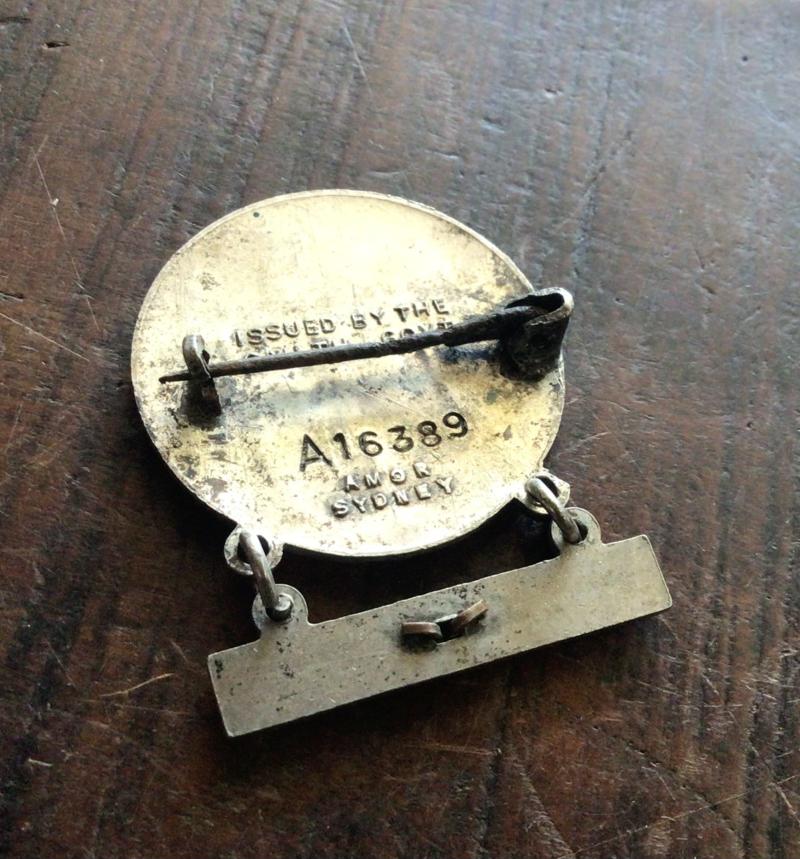 ISSUED BY THE
A16389
AMOR
SYDNEY